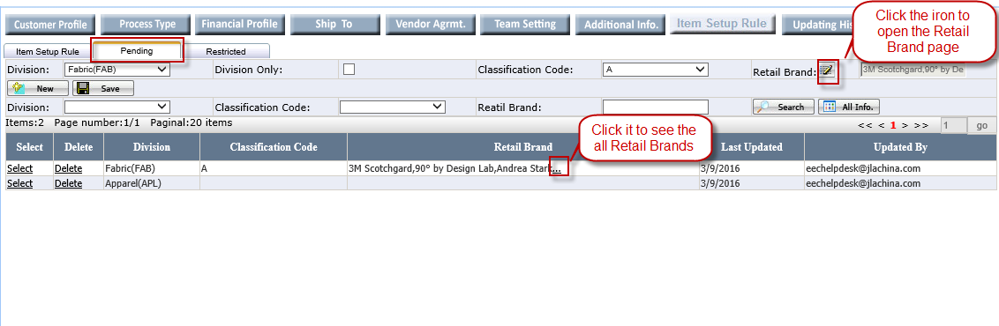 Customer Profile Process Type Financial Profile Ship To Vendor Agrmt. Team Setting Additional Info. Item Setup Rule Updating His
Click the iron to
open the Retail
Brand page
Item Setup Rule Pending Restricted
Division: Fabric(FAB) Division Only: Classification Code: A Retail Brand: 3M Scotchgard,90° by De
New Save
Division: Classification Code: Reatil Brand: Search All Info.
Items:2 Page number:1/1 Paginal:20 items << < 1 > >> 1 go
Click it to see the
all Retail Brands
Select Delete Division Classification Code Retail Brand Last Updated Updated By
Select Delete Fabric(FAB) A 3M Scotchgard,90° by Design Lab,Andrea Stark... 3/9/2016 eechelpdesk@jlachina.com
Select Delete Apparel(APL) 3/9/2016 eechelpdesk@jlachina.com